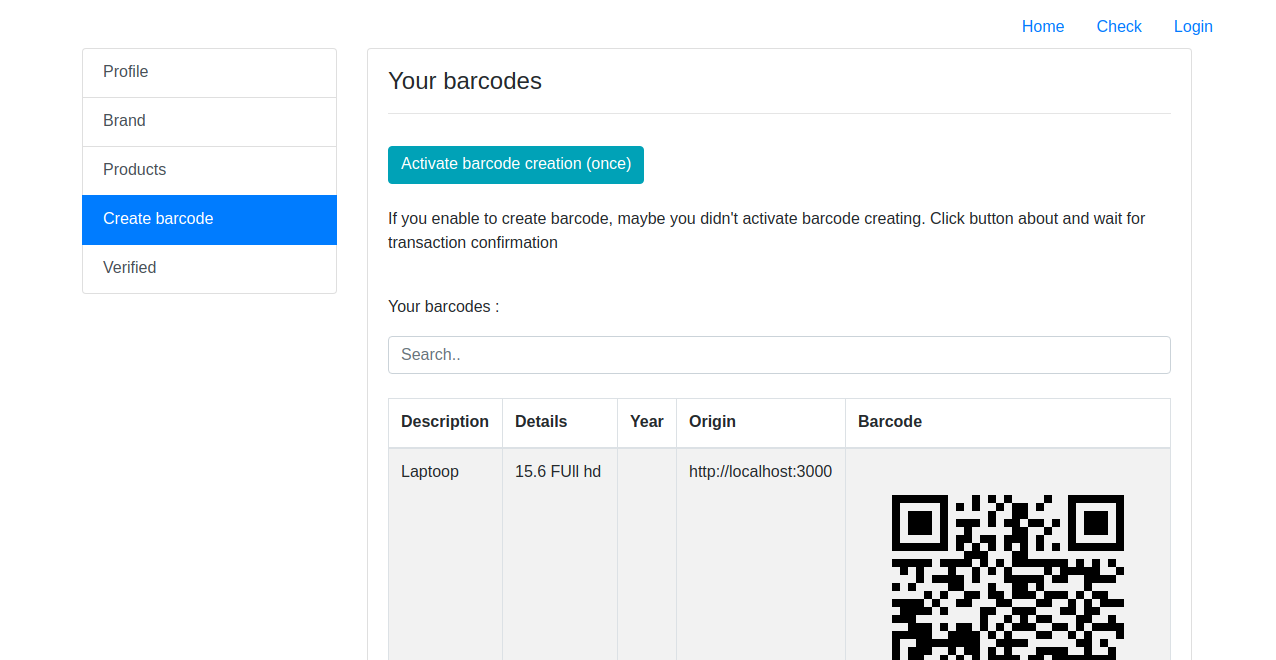 Home Check Login
Profile
Brand
Products
Create barcode
Verified
Your barcodes
Activate barcode creation (once)
If you enable to create barcode, maybe you didn't activate barcode creating. Click button about and wait for
transaction confirmation
Your barcodes :
Search..
Description Details Year Origin Barcode
Laptoop 15.6 FUll hd http://localhost:3000